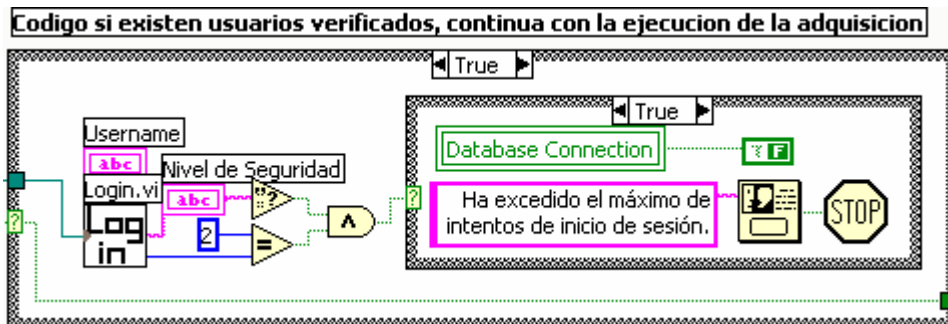 Codigo si existen usuarios verificados, continua con la ejecucion de la adquisicion
True
True
Username
abc
Database Connection
? F
Nivel de Seguridad
Login.vi
abc
?
Ha excedido el máximo de
intentos de inicio de sesión.
STOP
Log
in
2
=
∧
?
?